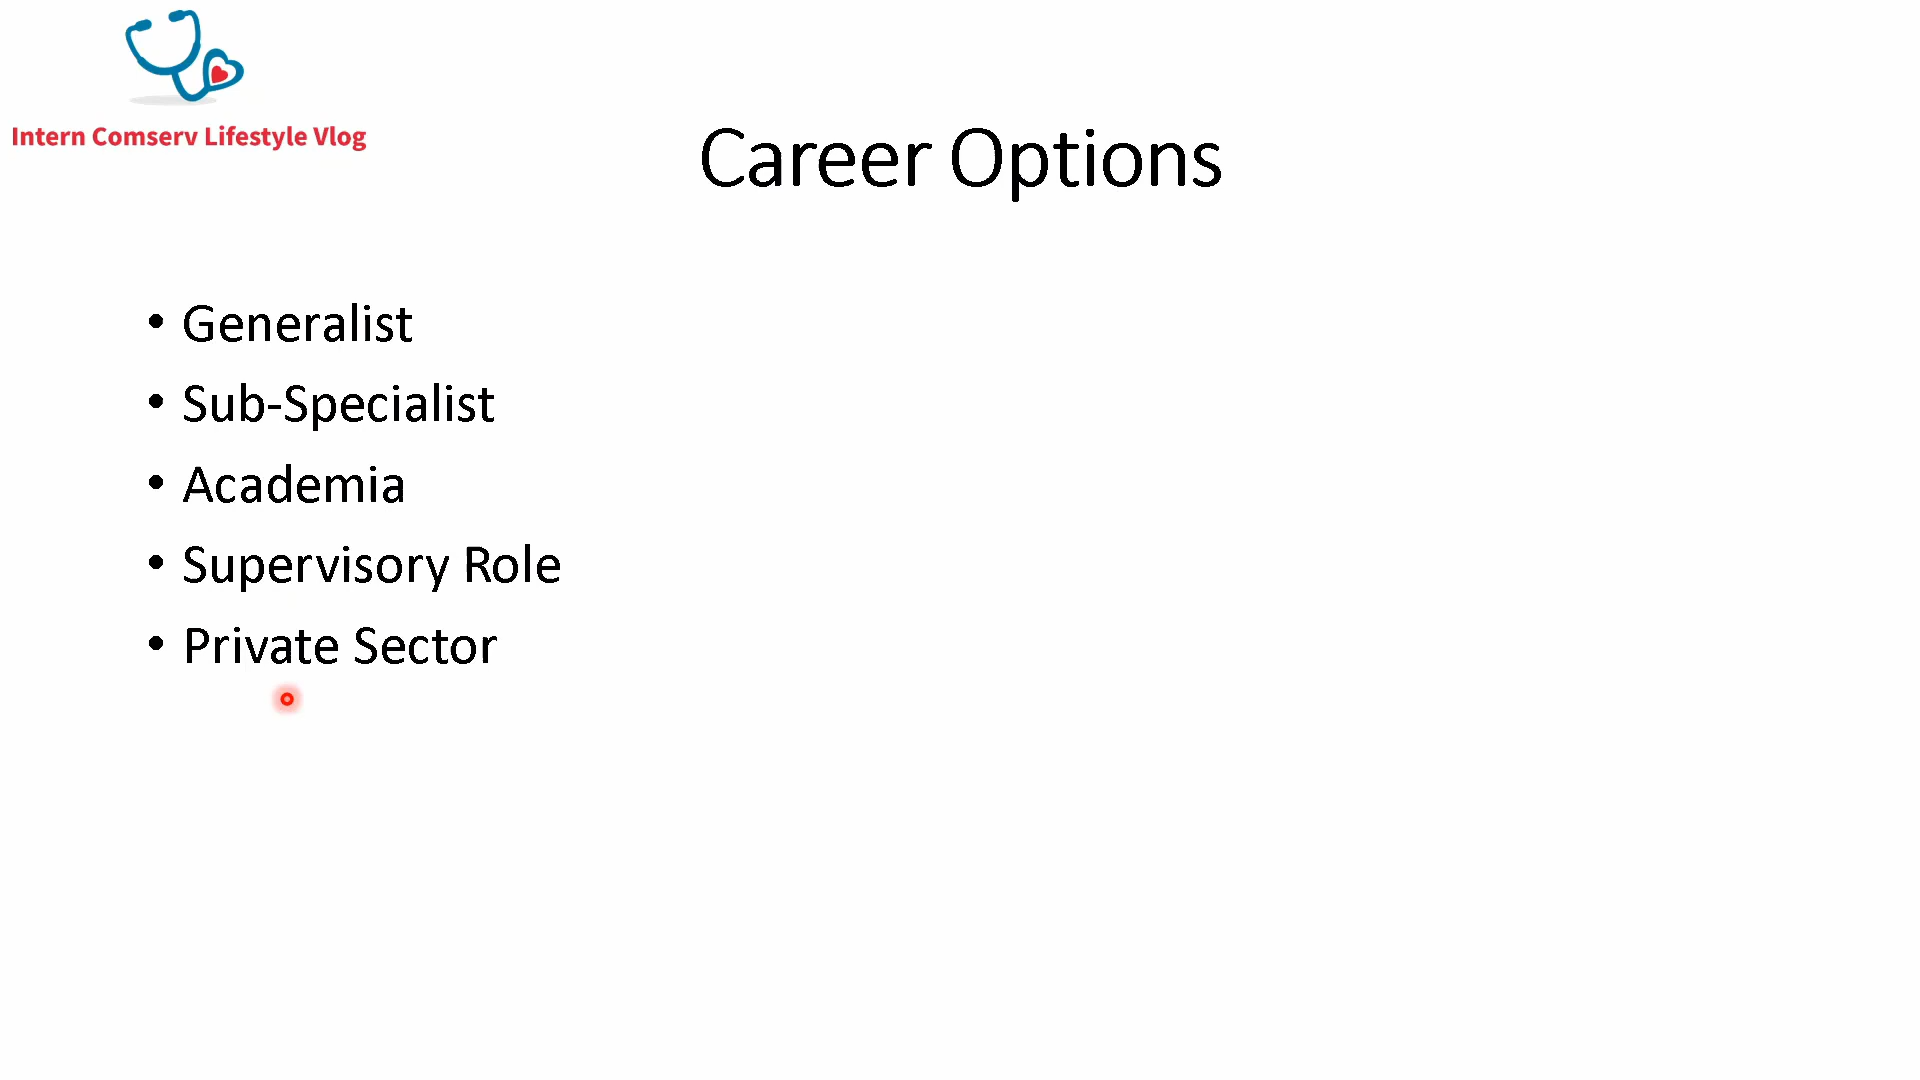 Intern Comserv Lifestyle Vlog
Career Options
• Generalist
• Sub-Specialist
• Academia
• Supervisory Role
• Private Sector